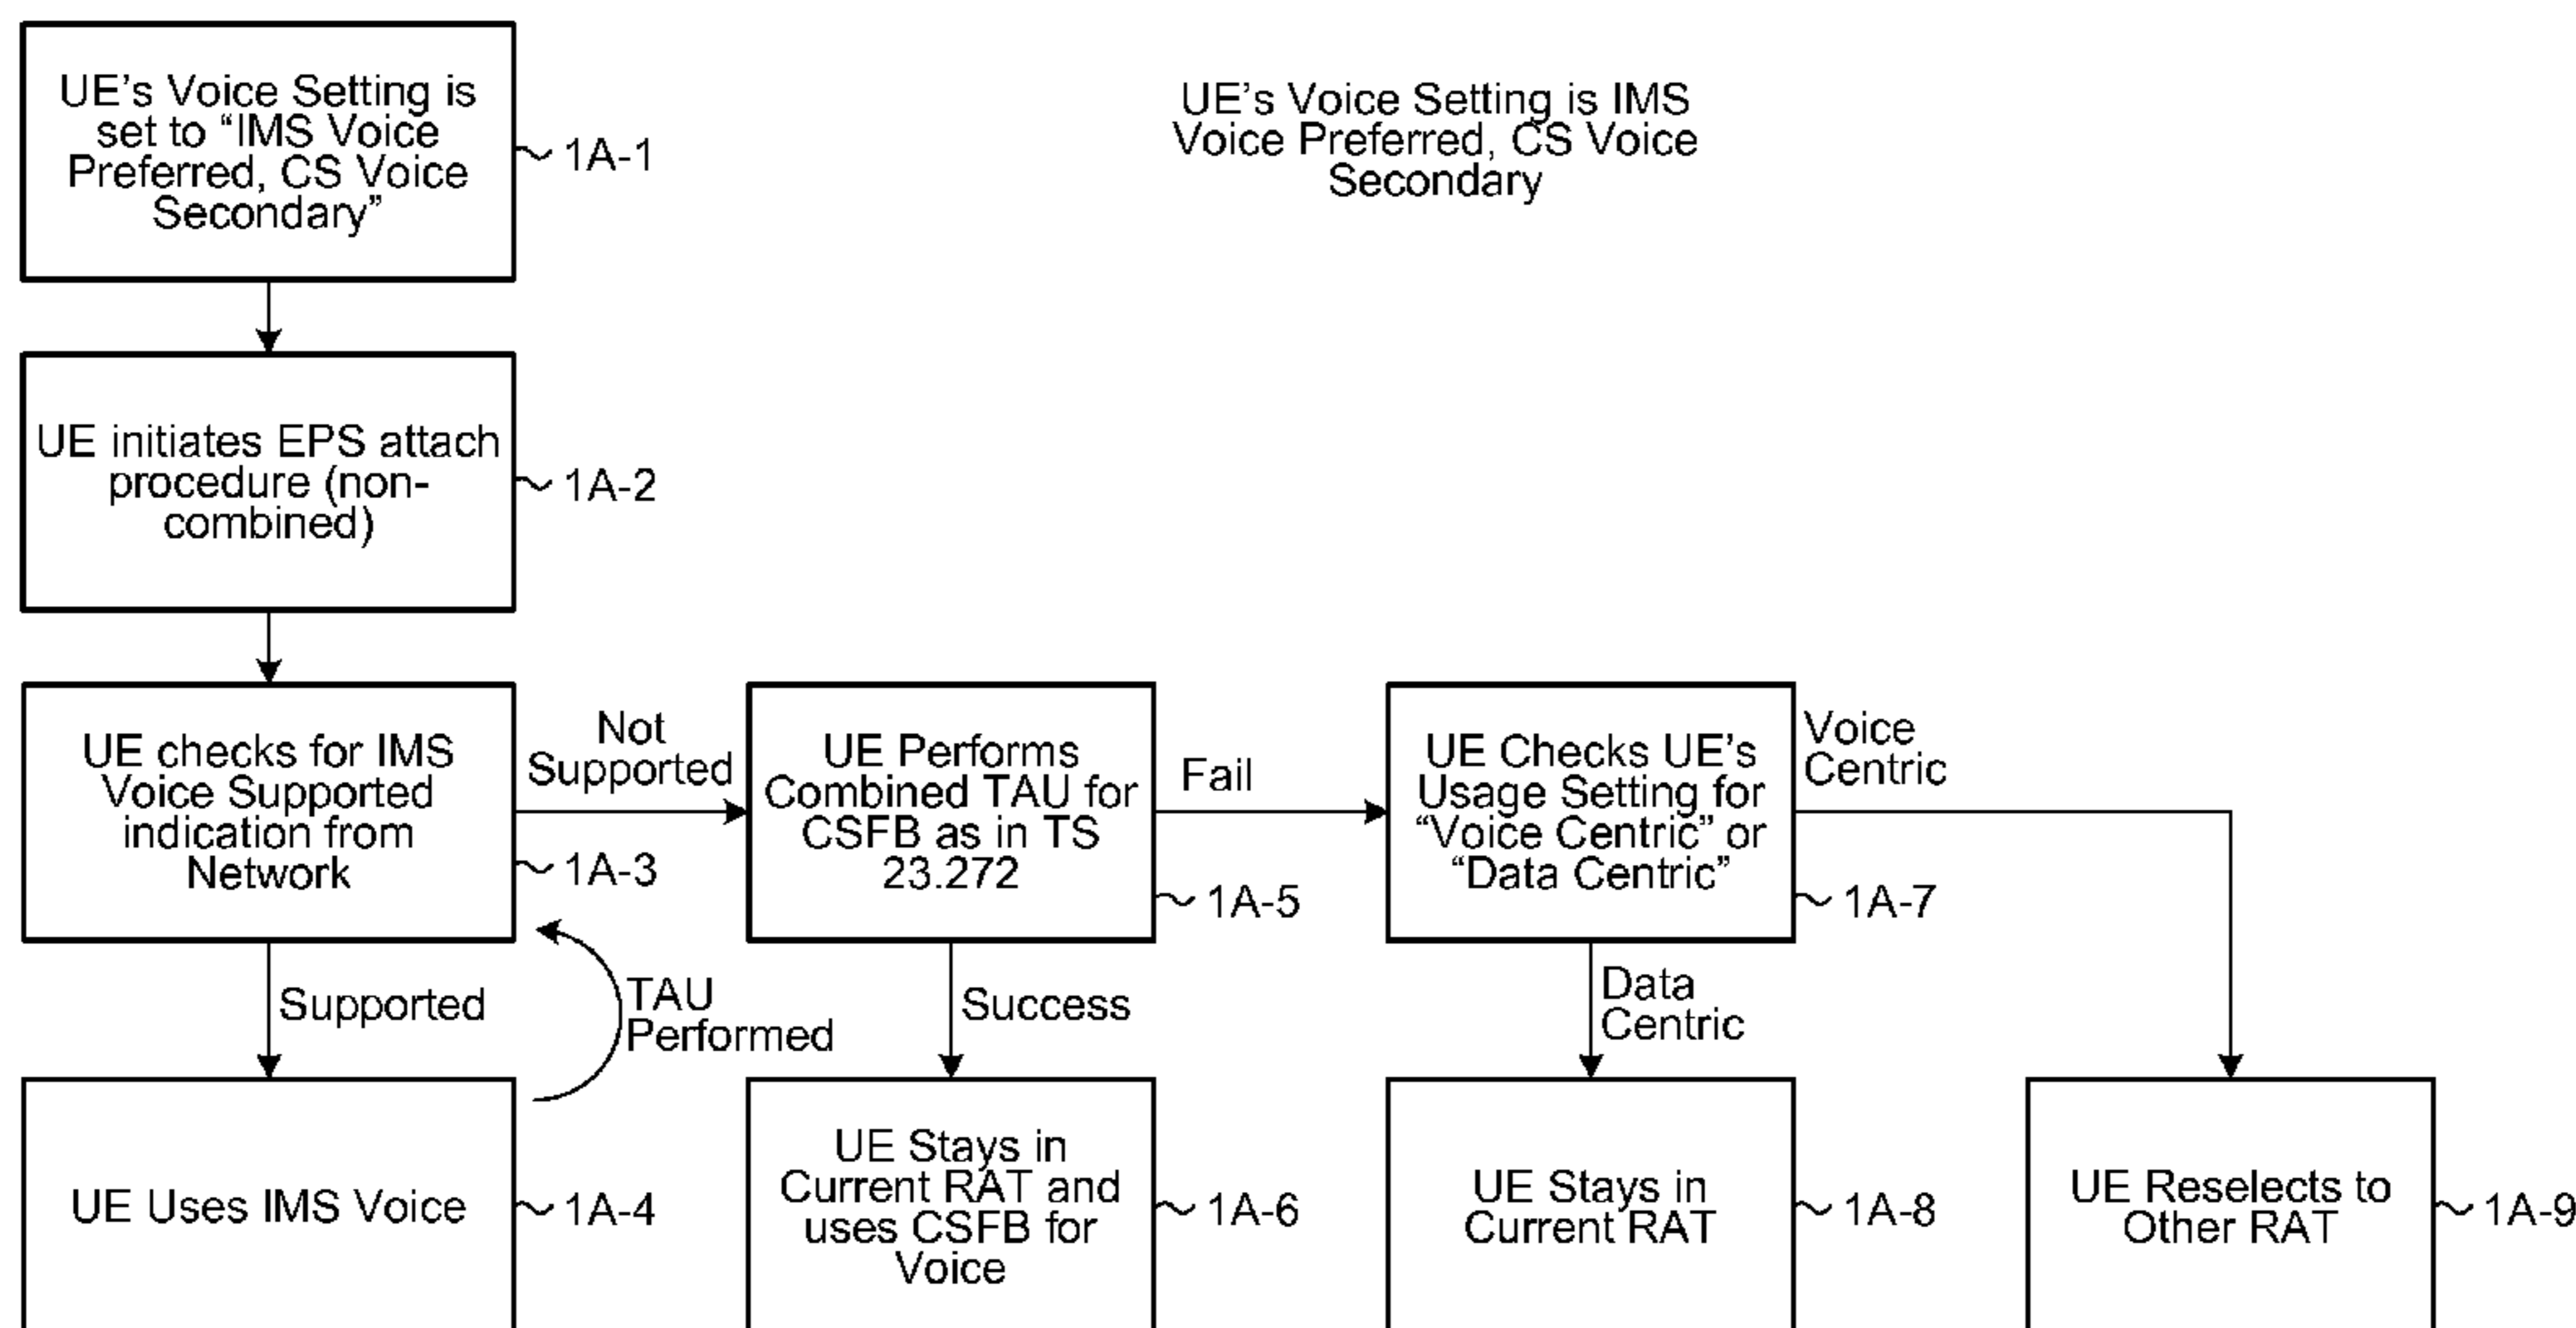 UE's Voice Setting is
set to “IMS Voice
Preferred, CS Voice
Secondary”
1A-1
UE's Voice Setting is IMS
Voice Preferred, CS Voice
Secondary
UE initiates EPS attach
procedure (non-
combined)
1A-2
UE checks for IMS
Voice Supported
indication from
Network
1A-3
Not
Supported
UE Performs
Combined TAU for
CSFB as in TS
23.272
1A-5
Fail
UE Checks UE's
Usage Setting for
“Voice Centric” or
“Data Centric”
1A-7
Voice
Centric
Supported
TAU
Performed
Success
Data
Centric
UE Uses IMS Voice
1A-4
UE Stays in
Current RAT and
uses CSFB for
Voice
1A-6
UE Stays in
Current RAT
1A-8
UE Reselects to
Other RAT
1A-9